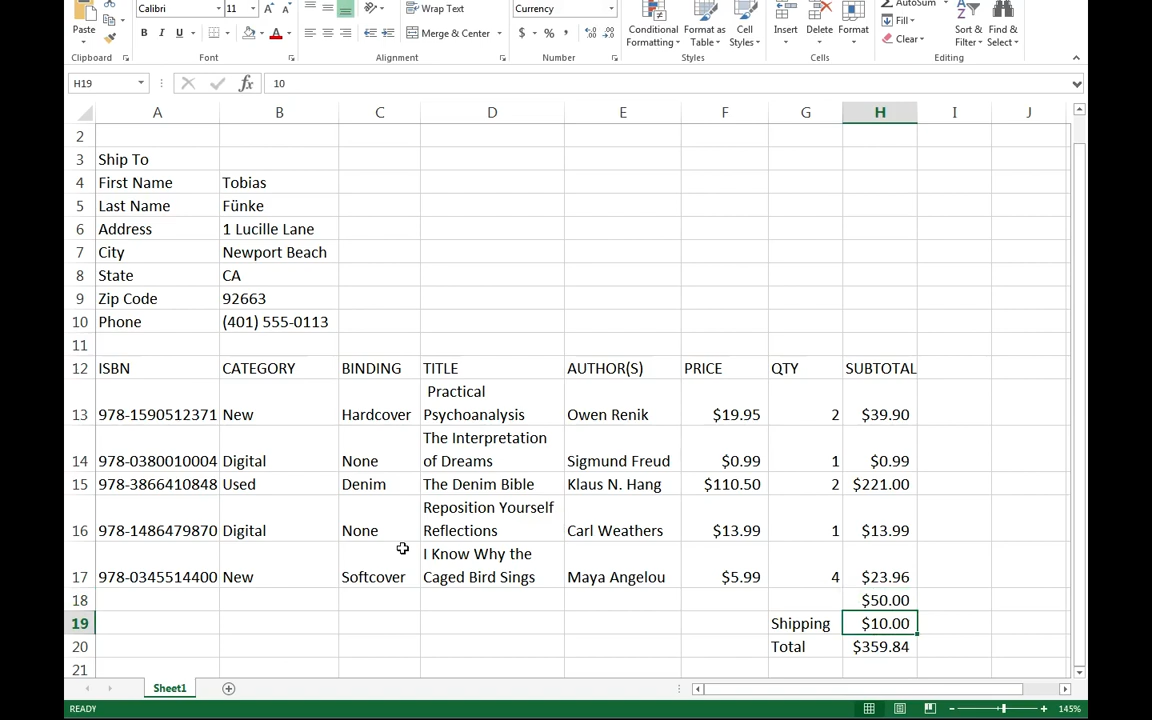 Calibri 11 Wrap Text Currency AutoSum
Paste B I U A Merge & Center $ % , Conditional Formatting Format as Table Cell Styles Insert Delete Format Fill Clear Sort & Filter Find & Select
Clipboard Font Alignment Number Styles Cells Editing
H19 fx 10
A B C D E F G H I J
2
3 Ship To
4 First Name Tobias
5 Last Name Fünke
6 Address 1 Lucille Lane
7 City Newport Beach
8 State CA
9 Zip Code 92663
10 Phone (401) 555-0113
11
12 ISBN CATEGORY BINDING TITLE AUTHOR(S) PRICE QTY SUBTOTAL
Practical
13 978-1590512371 New Hardcover Psychoanalysis Owen Renik $19.95 2 $39.90
The Interpretation
14 978-0380010004 Digital None of Dreams Sigmund Freud $0.99 1 $0.99
15 978-3866410848 Used Denim The Denim Bible Klaus N. Hang $110.50 2 $221.00
Reposition Yourself
16 978-1486479870 Digital None Reflections Carl Weathers $13.99 1 $13.99
I Know Why the
17 978-0345514400 New Softcover Caged Bird Sings Maya Angelou $5.99 4 $23.96
18 $50.00
19 Shipping $10.00
20 Total $359.84
21
Sheet1
READY 145%